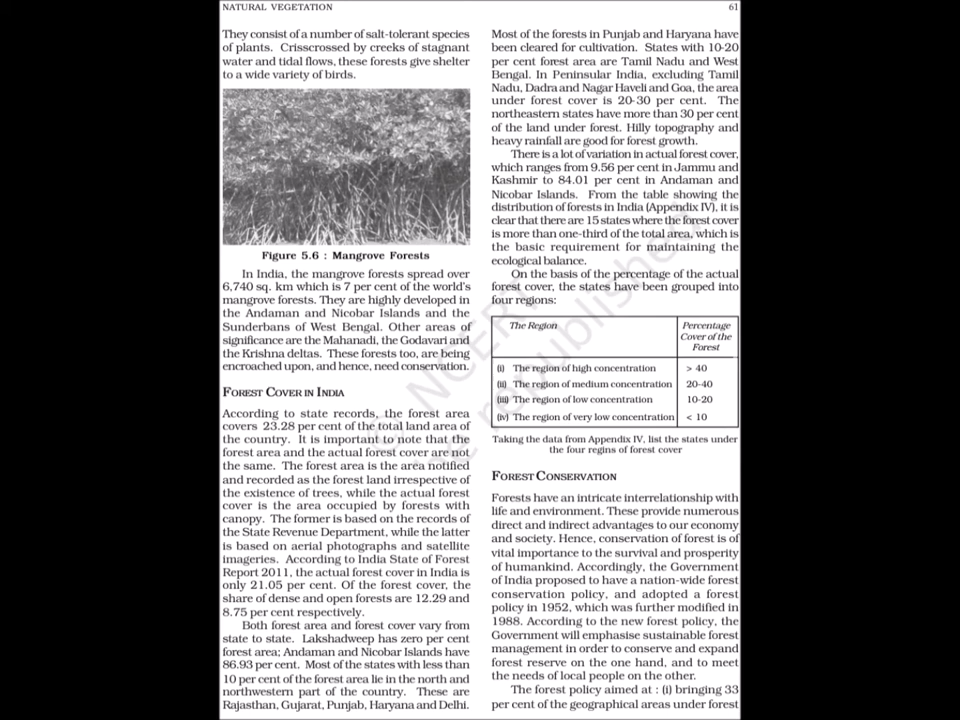 NATURAL VEGETATION
61
They consist of a number of salt-tolerant species
of plants. Crisscrossed by creeks of stagnant
water and tidal flows, these forests give shelter
to a wide variety of birds.
Figure 5.6 : Mangrove Forests
In India, the mangrove forests spread over
6,740 sq. km which is 7 per cent of the world's
mangrove forests. They are highly developed in
the Andaman and Nicobar Islands and the
Sunderbans of West Bengal. Other areas of
significance are the Mahanadi, the Godavari and
the Krishna deltas. These forests too, are being
encroached upon, and hence, need conservation.
FOREST COVER IN INDIA
According to state records, the forest area
covers 23.28 per cent of the total land area of
the country. It is important to note that the
forest area and the actual forest cover are not
the same. The forest area is the area notified
and recorded as the forest land irrespective of
the existence of trees, while the actual forest
cover is the area occupied by forests with
canopy. The former is based on the records of
the State Revenue Department, while the latter
is based on aerial photographs and satellite
imageries. According to India State of Forest
Report 2011, the actual forest cover in India is
only 21.05 per cent. Of the forest cover, the
share of dense and open forests are 12.29 and
8.75 per cent respectively.
Both forest area and forest cover vary from
state to state. Lakshadweep has zero per cent
forest area; Andaman and Nicobar Islands have
86.93 per cent. Most of the states with less than
10 per cent of the forest area lie in the north and
northwestern part of the country. These are
Rajasthan, Gujarat, Punjab, Haryana and Delhi.
Most of the forests in Punjab and Haryana have
been cleared for cultivation. States with 10-20
per cent forest area are Tamil Nadu and West
Bengal. In Peninsular India, excluding Tamil
Nadu, Dadra and Nagar Haveli and Goa, the area
under forest cover is 20-30 per cent. The
northeastern states have more than 30 per cent
of the land under forest. Hilly topography and
heavy rainfall are good for forest growth.
There is a lot of variation in actual forest cover,
which ranges from 9.56 per cent in Jammu and
Kashmir to 84.01 per cent in Andaman and
Nicobar Islands. From the table showing the
distribution of forests in India (Appendix IV), it is
clear that there are 15 states where the forest cover
is more than one-third of the total area, which is
the basic requirement for maintaining the
ecological balance.
On the basis of the percentage of the actual
forest cover, the states have been grouped into
four regions:
The Region Percentage
Cover of the
Forest
(i) The region of high concentration > 40
(ii) The region of medium concentration 20-40
(iii) The region of low concentration 10-20
(iv) The region of very low concentration < 10
Taking the data from Appendix IV, list the states under
the four regins of forest cover
FOREST CONSERVATION
Forests have an intricate interrelationship with
life and environment. These provide numerous
direct and indirect advantages to our economy
and society. Hence, conservation of forest is of
vital importance to the survival and prosperity
of humankind. Accordingly, the Government
of India proposed to have a nation-wide forest
conservation policy, and adopted a forest
policy in 1952, which was further modified in
1988. According to the new forest policy, the
Government will emphasise sustainable forest
management in order to conserve and expand
forest reserve on the one hand, and to meet
the needs of local people on the other.
The forest policy aimed at : (i) bringing 33
per cent of the geographical areas under forest